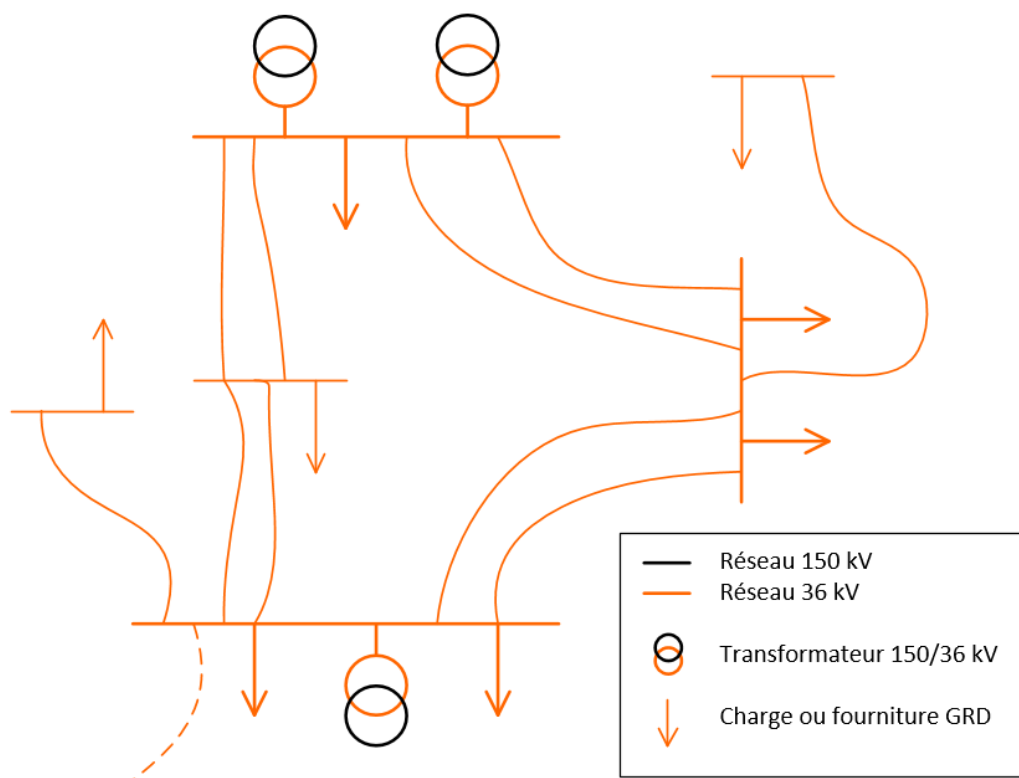 Réseau 150 kV
Réseau 36 kV
Transformateur 150/36 kV
Charge ou fourniture GRD